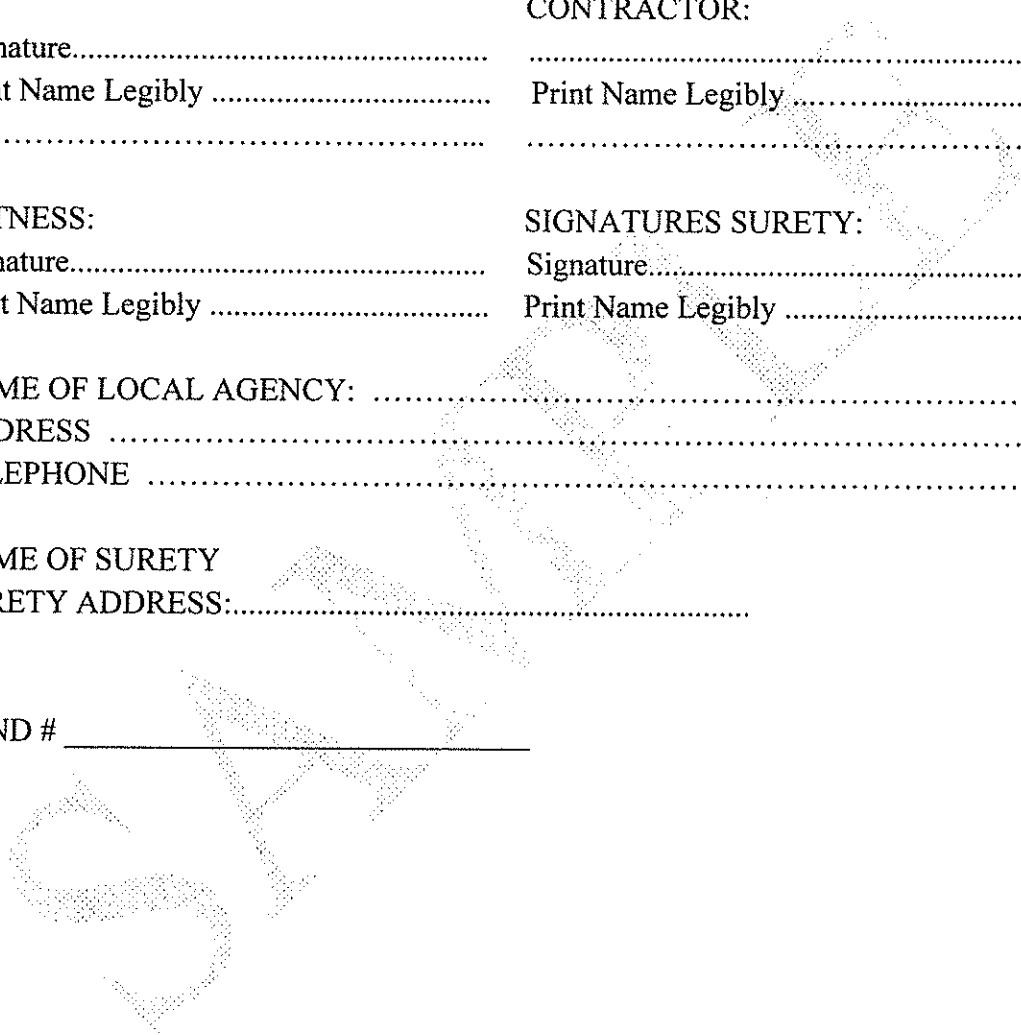 CONTRACTOR:
nature.................................................. ............................................................
t Name Legibly ................................. Print Name Legibly ..............................
......................................................... ............................................................
TNESS: SIGNATURES SURETY:
nature.................................................. Signature.............................................
t Name Legibly ................................. Print Name Legibly ..............................
ME OF LOCAL AGENCY: ..............................................................................
DRESS ..............................................................................................................
LEPHONE ........................................................................................................
ME OF SURETY
RETY ADDRESS:..............................................................
ND # ______________________________
SAMPLE